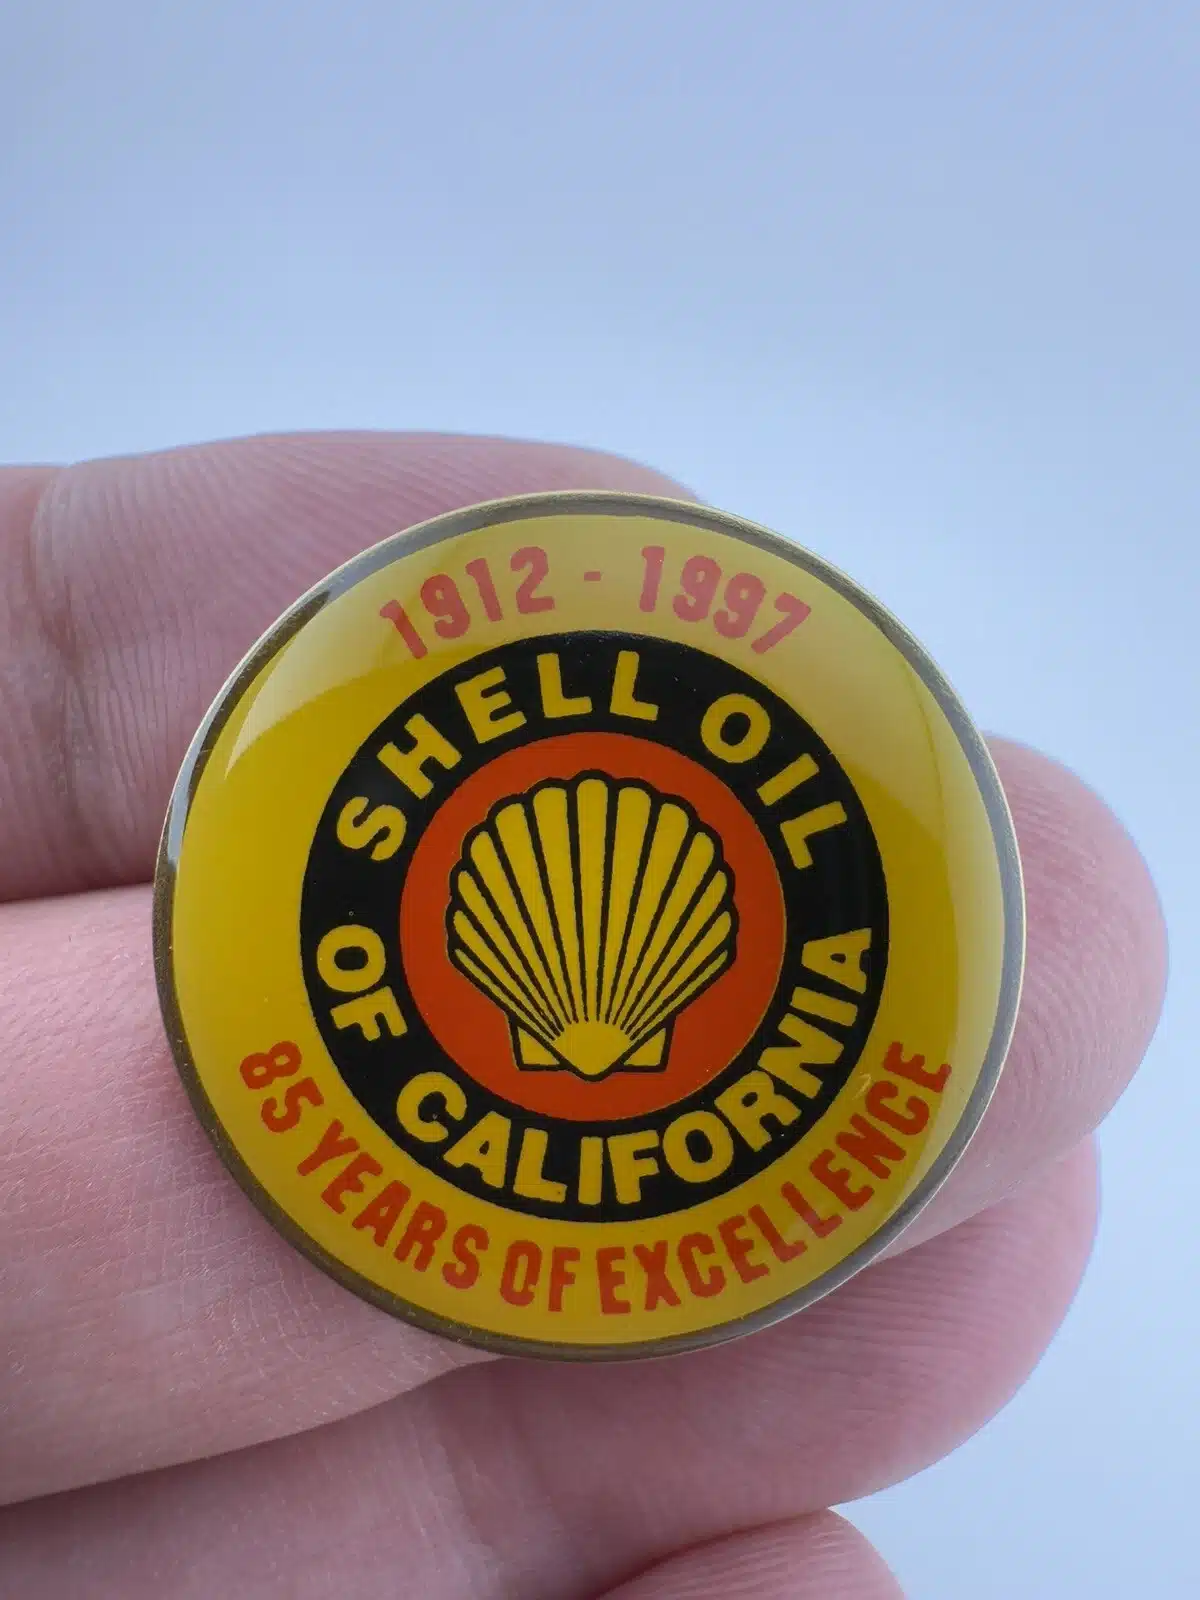 1912 - 1997
SHELL OIL
OF CALIFORNIA
85 YEARS OF EXCELLENCE